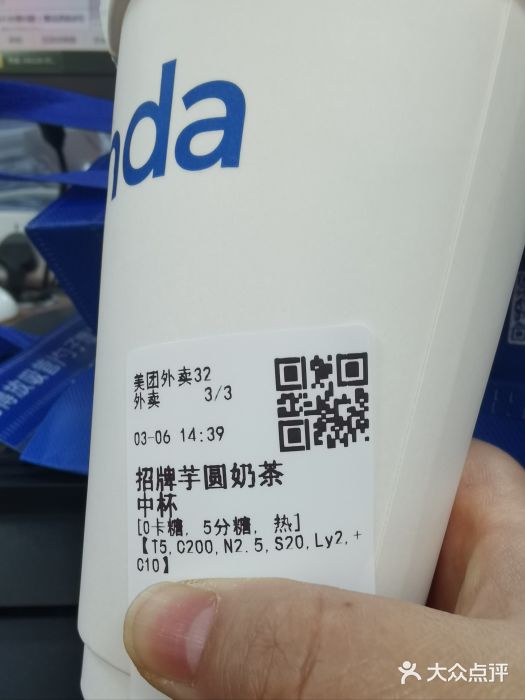 nda
美团外卖32
外卖 3/3
03-06 14:39
招牌芋圆奶茶
中杯
[0卡糖, 5分糖, 热]
【T5,C200,N2.5,S20,Ly2,+
C10】
大众点评